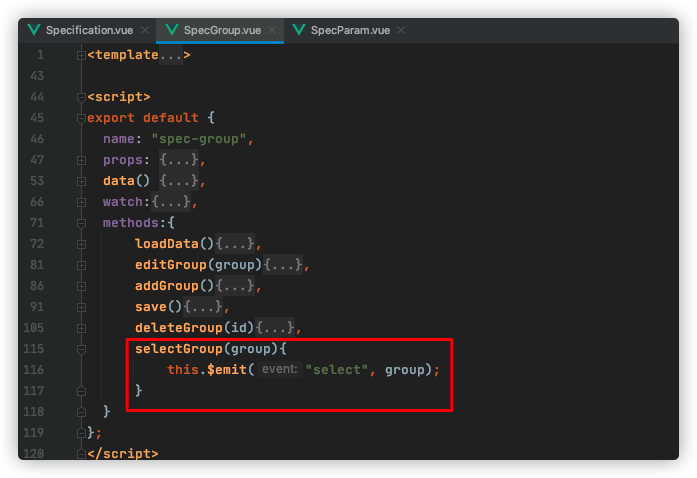 Specification.vue SpecGroup.vue SpecParam.vue
1 <template...>
43
44 <script>
45 export default {
46 name: "spec-group",
47 props: {...},
53 data() {...},
66 watch:{...},
71 methods:{
72 loadData(){...},
81 editGroup(group){...},
86 addGroup(){...},
91 save(){...},
105 deleteGroup(id){...},
115 selectGroup(group){
116 this.$emit( event: "select", group);
117 }
118 }
119 };
120 </script>